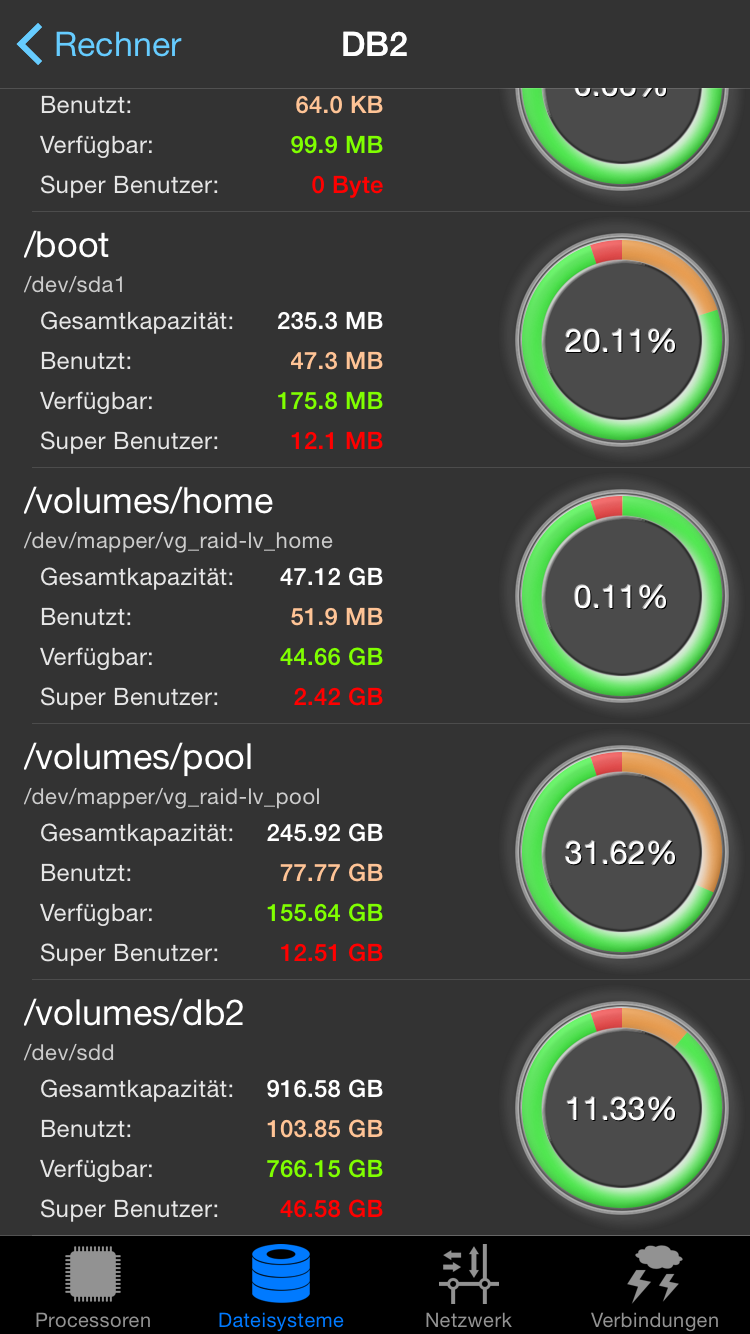 Rechner DB2
Benutzt: 64.0 KB
Verfügbar: 99.9 MB
Super Benutzer: 0 Byte
/boot
/dev/sda1
Gesamtkapazität: 235.3 MB
Benutzt: 47.3 MB
Verfügbar: 175.8 MB
Super Benutzer: 12.1 MB
20.11%
/volumes/home
/dev/mapper/vg_raid-lv_home
Gesamtkapazität: 47.12 GB
Benutzt: 51.9 MB
Verfügbar: 44.66 GB
Super Benutzer: 2.42 GB
0.11%
/volumes/pool
/dev/mapper/vg_raid-lv_pool
Gesamtkapazität: 245.92 GB
Benutzt: 77.77 GB
Verfügbar: 155.64 GB
Super Benutzer: 12.51 GB
31.62%
/volumes/db2
/dev/sdd
Gesamtkapazität: 916.58 GB
Benutzt: 103.85 GB
Verfügbar: 766.15 GB
Super Benutzer: 46.58 GB
11.33%
Processoren Dateisysteme Netzwerk Verbindungen